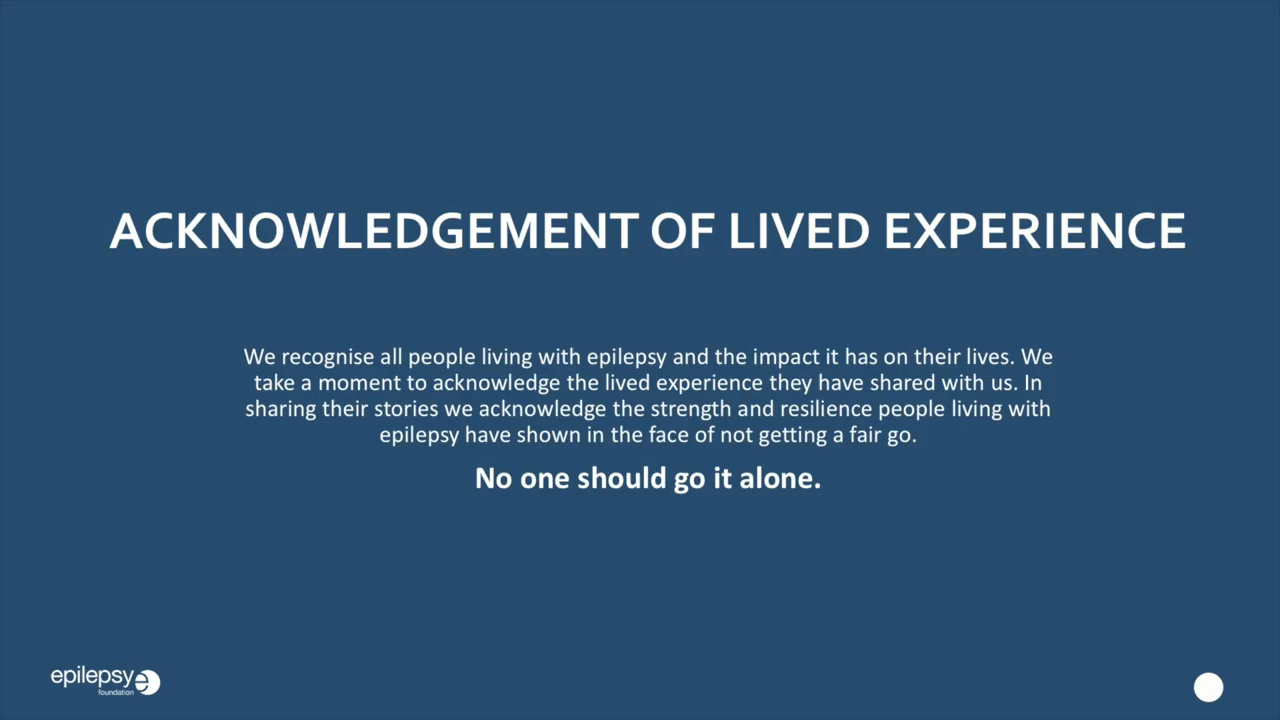 ACKNOWLEDGEMENT OF LIVED EXPERIENCE
We recognise all people living with epilepsy and the impact it has on their lives. We
take a moment to acknowledge the lived experience they have shared with us. In
sharing their stories we acknowledge the strength and resilience people living with
epilepsy have shown in the face of not getting a fair go.
No one should go it alone.
epilepsy e
foundation